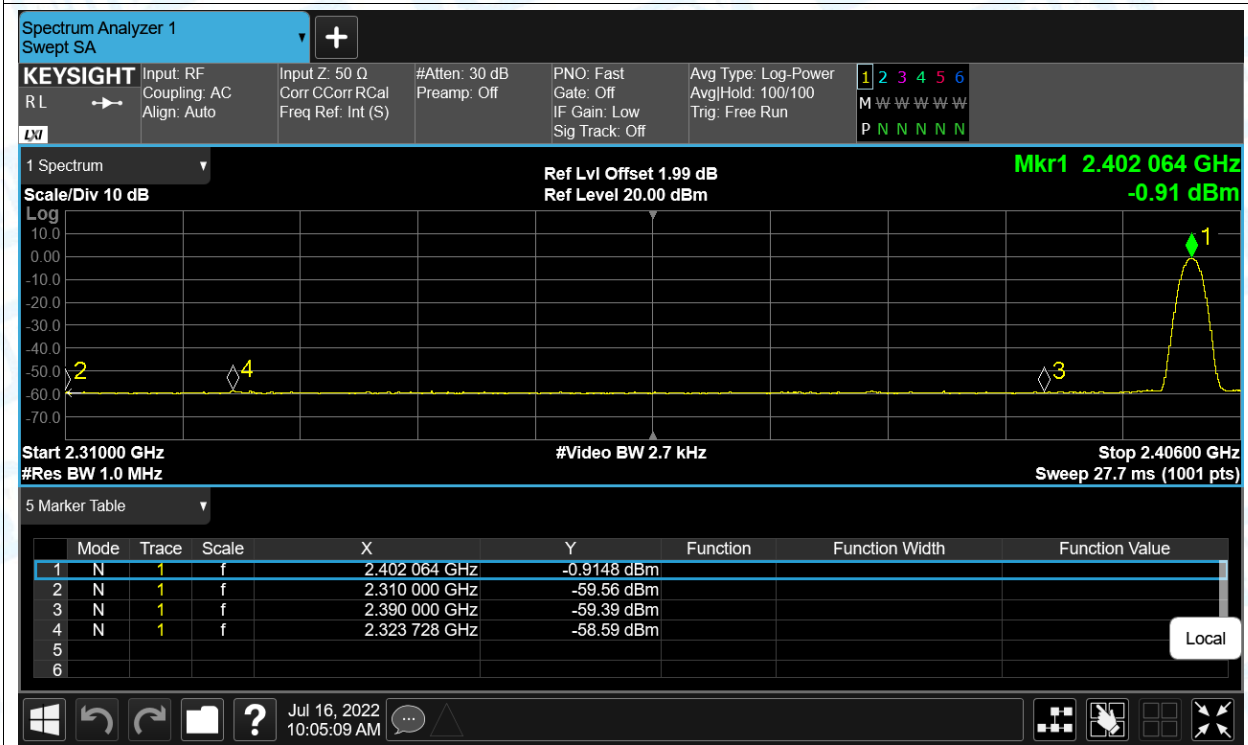 Spectrum Analyzer 1
Swept SA
KEYSIGHT Input: RF Input Z: 50 Ω #Atten: 30 dB PNO: Fast Avg Type: Log-Power 1 2 3 4 5 6
RL Coupling: AC Corr CCorr RCal Preamp: Off Gate: Off Avg|Hold: 100/100 M W W W W W W
Align: Auto Freq Ref: Int (S) IF Gain: Low Trig: Free Run
LXI Sig Track: Off P N N N N N N
1 Spectrum Ref Lvl Offset 1.99 dB Mkr1 2.402 064 GHz
Scale/Div 10 dB Ref Level 20.00 dBm -0.91 dBm
Log
10.0 1
0.00
-10.0
-20.0
-30.0
-40.0
-50.0 2 4 3
-60.0
-70.0
Start 2.31000 GHz #Video BW 2.7 kHz Stop 2.40600 GHz
#Res BW 1.0 MHz Sweep 27.7 ms (1001 pts)
5 Marker Table
Mode Trace Scale X Y Function Function Width Function Value
1 N 1 f 2.402 064 GHz -0.9148 dBm
2 N 1 f 2.310 000 GHz -59.56 dBm
3 N 1 f 2.390 000 GHz -59.39 dBm
4 N 1 f 2.323 728 GHz -58.59 dBm
5
6
Local
? Jul 16, 2022
10:05:09 AM